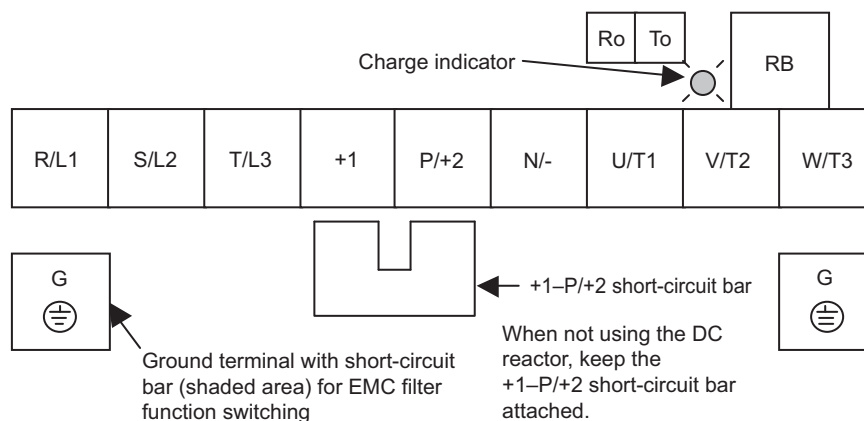 Ro To
Charge indicator
RB
R/L1 S/L2 T/L3 +1 P/+2 N/- U/T1 V/T2 W/T3
G
+1–P/+2 short-circuit bar
G
When not using the DC
reactor, keep the
+1–P/+2 short-circuit bar
attached.
Ground terminal with short-circuit
bar (shaded area) for EMC filter
function switching